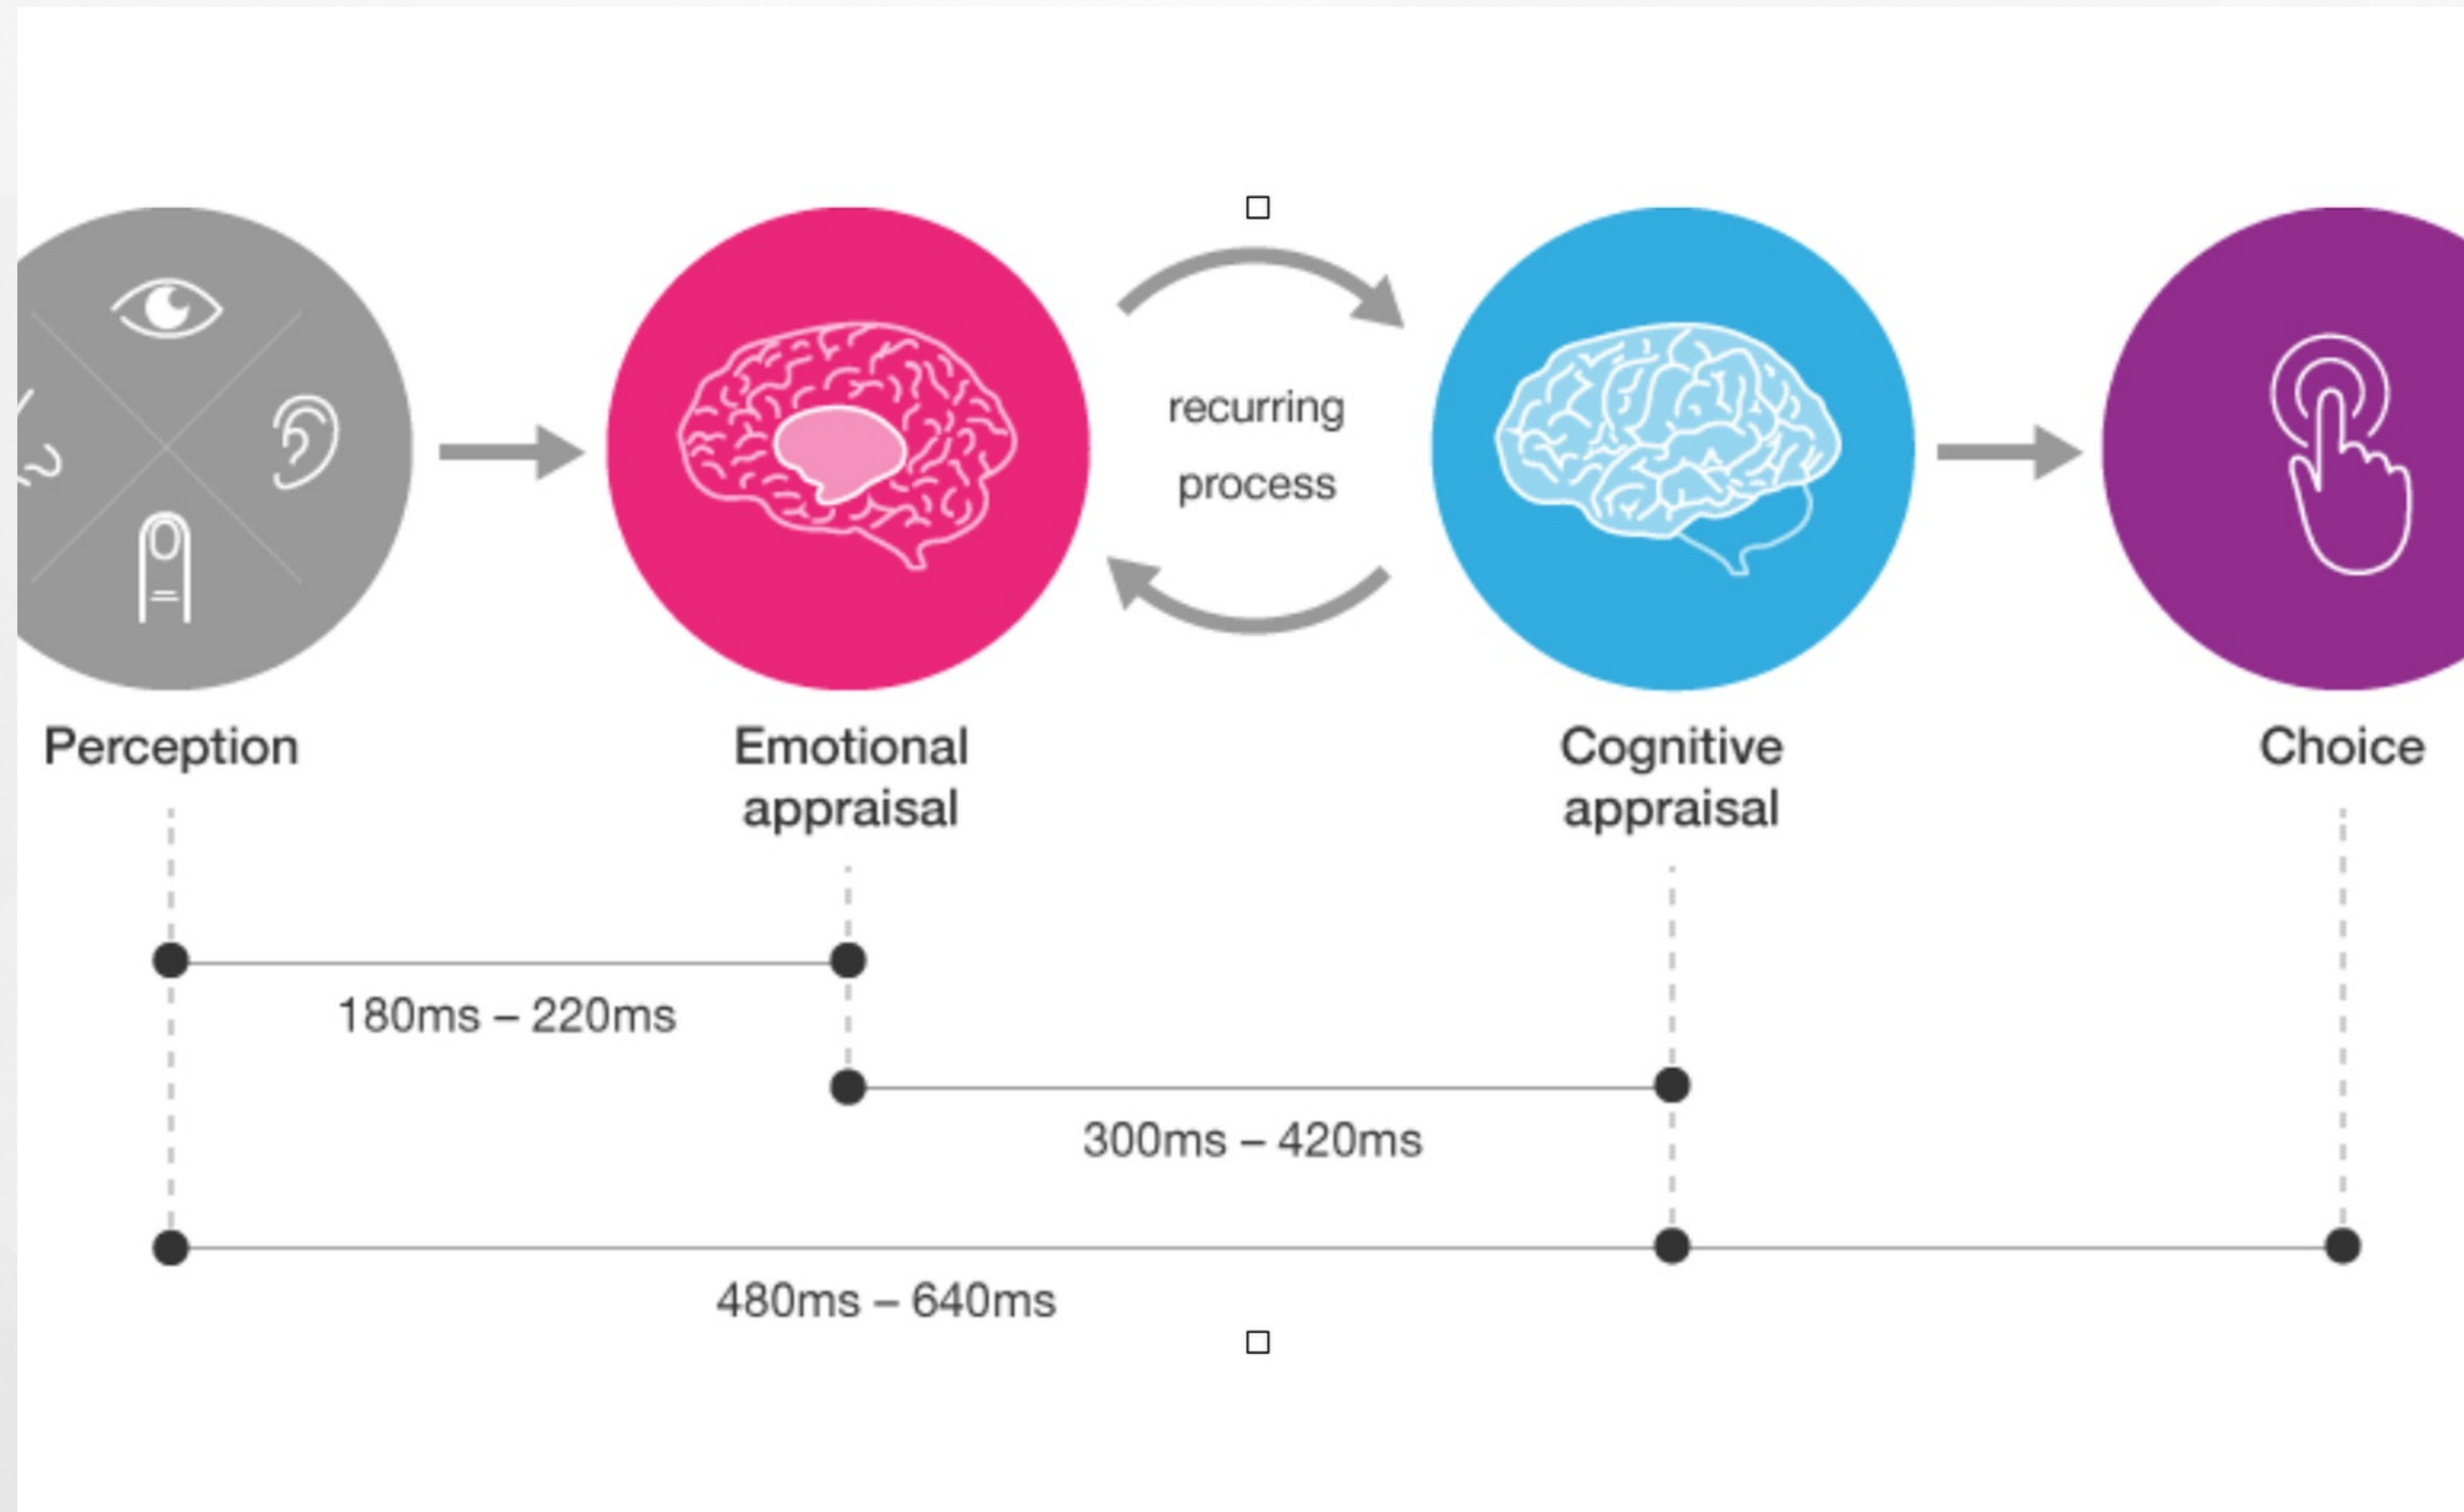 recurring
process
Perception
Emotional
appraisal
Cognitive
appraisal
Choice
180ms – 220ms
300ms – 420ms
480ms – 640ms